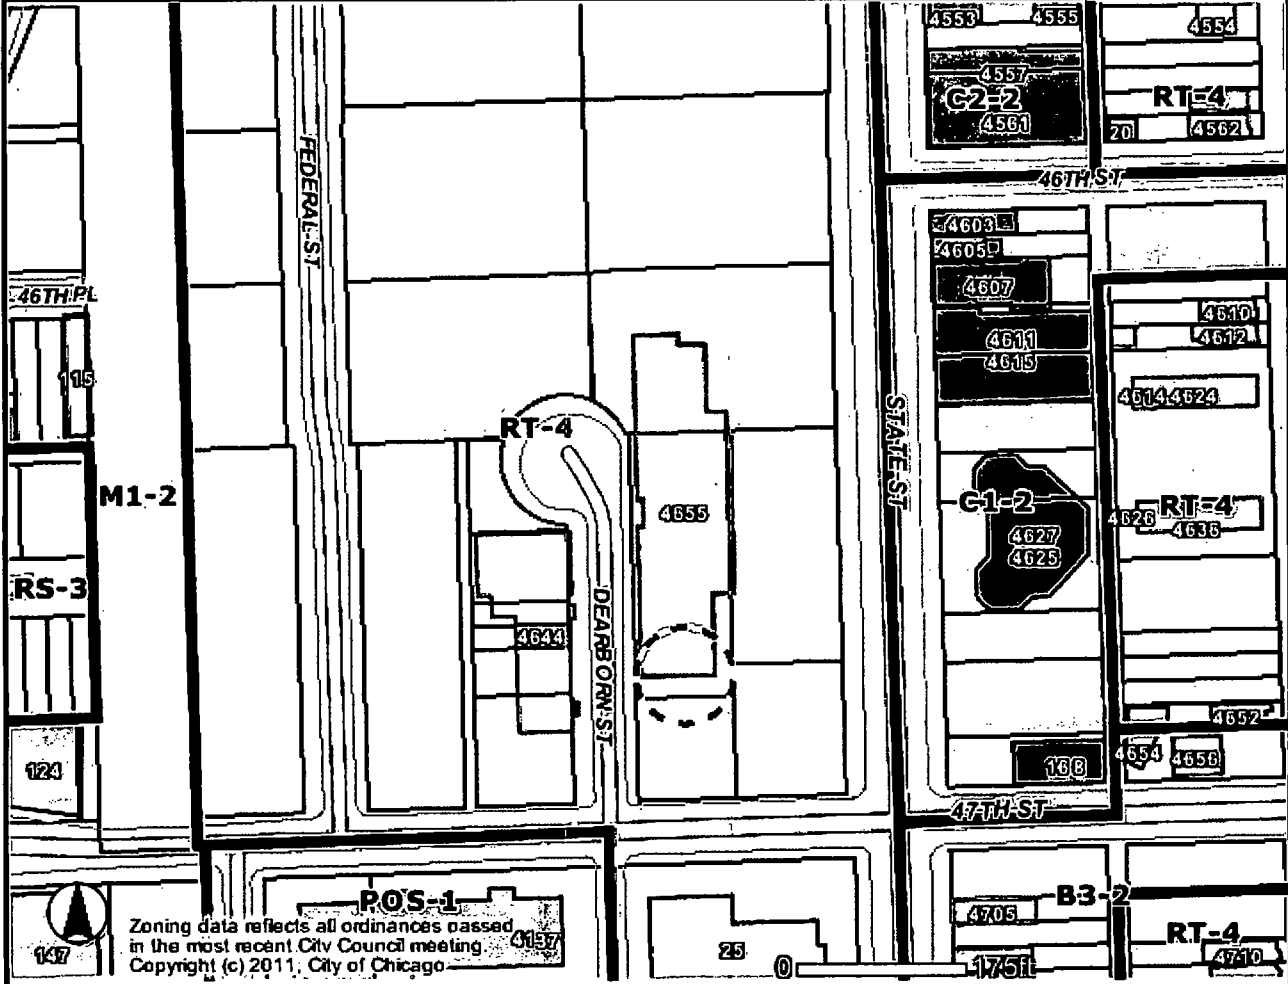 4553
4555
4554
4557
C2-2
4561
RT-4
20
4562
46TH ST
FEDERAL ST
4603
4605
4607
46TH PL
4610
4611
4612
4615
115
4614-4624
RT-4
STATE ST
M1-2
C1-2
RT-4
4655
4626
4636
4627
4625
RS-3
DEARBORN ST
4644
4652
4654
4656
124
168
47TH ST
POS-1
B3-2
4705
RT-4
4137
25
4710
147
Zoning data reflects all ordinances passed
in the most recent City Council meeting.
Copyright (c) 2011, City of Chicago
0
175ft